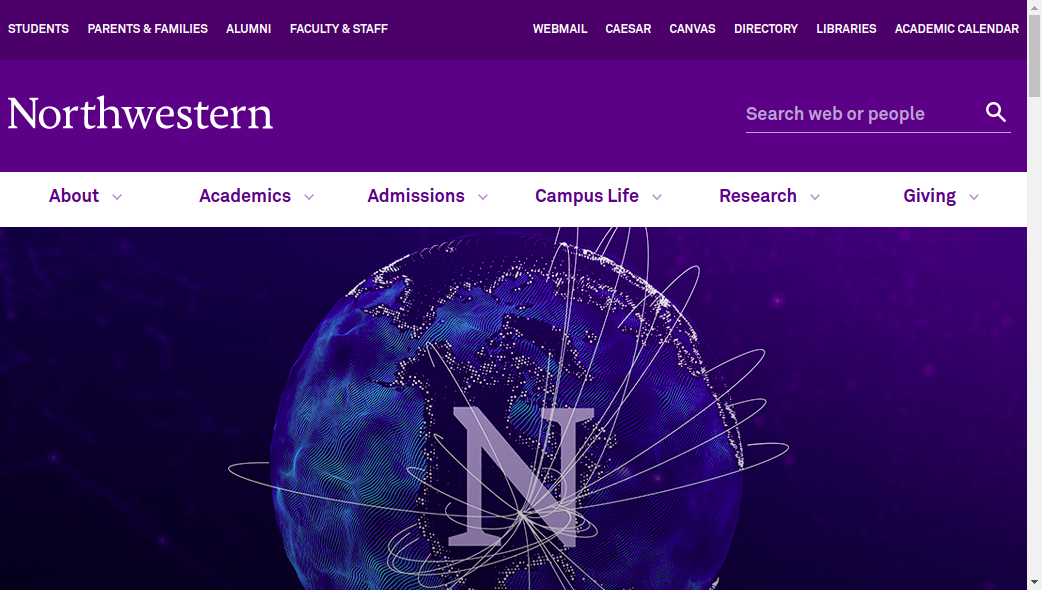 STUDENTS PARENTS & FAMILIES ALUMNI FACULTY & STAFF WEBMAIL CAESAR CANVAS DIRECTORY LIBRARIES ACADEMIC CALENDAR
Northwestern
Search web or people
About Academics Admissions Campus Life Research Giving
N